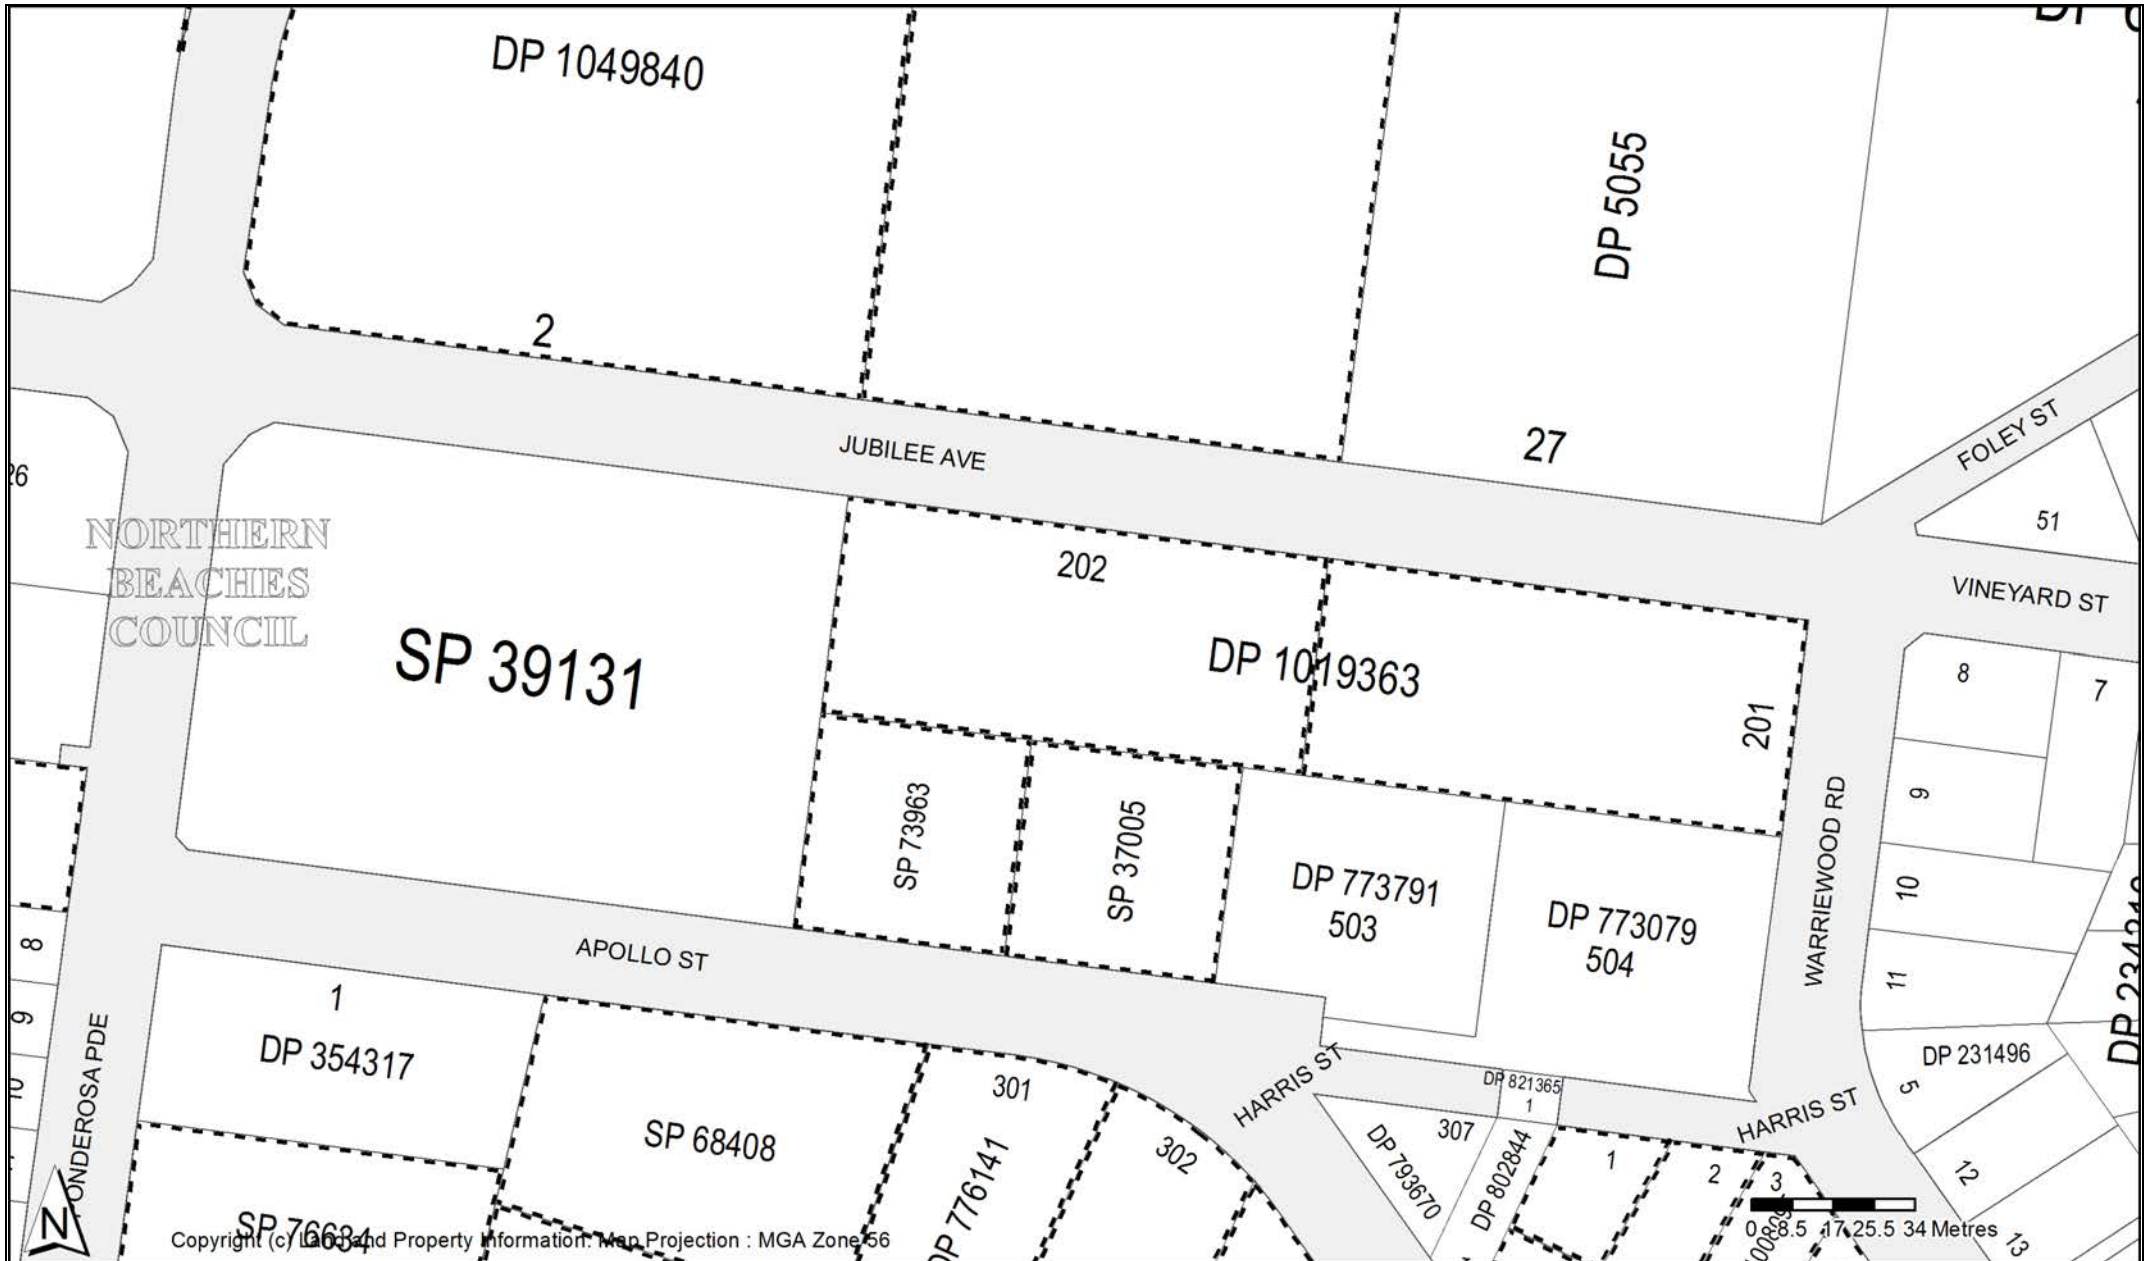 DP 1049840
DP 5055
2
27
JUBILEE AVE
FOLEY ST
51
26
NORTHERN
BEACHES
COUNCIL
202
VINEYARD ST
SP 39131
DP 1019363
201
8
7
WARRIEWOOD RD
9
SP 73963
SP 37005
DP 773791
503
DP 773079
504
10
11
8
APOLLO ST
1
DP 354317
9
10
PONDEROSA PDE
SP 68408
301
DP 776141
302
HARRIS ST
DP 821365
1
HARRIS ST
DP 231496
5
307
DP 793670
DP 802844
1
2
3
12
13
SP 76634
N
Copyright (c) Land and Property Information. Map Projection : MGA Zone 56
0 8.5 17 25.5 34 Metres